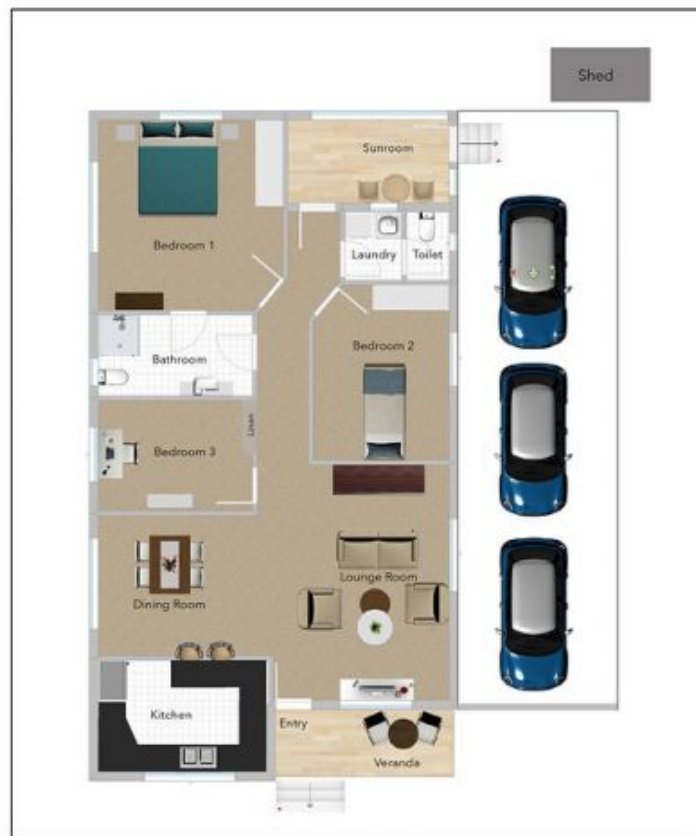 Shed
Sunroom
Bedroom 1
Laundry
Toilet
Bathroom
Bedroom 2
Linen
Bedroom 3
Lounge Room
Dining Room
Kitchen
Entry
Veranda